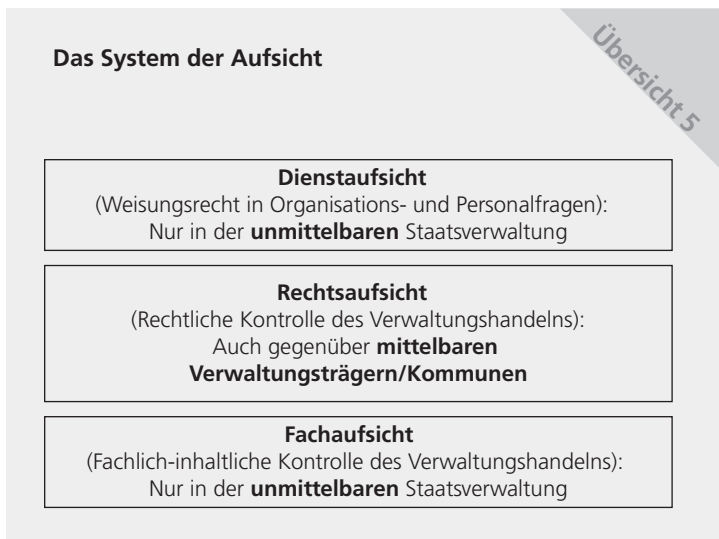 Übersicht 5
Das System der Aufsicht
Dienstaufsicht
(Weisungsrecht in Organisations- und Personalfragen):
Nur in der unmittelbaren Staatsverwaltung
Rechtsaufsicht
(Rechtliche Kontrolle des Verwaltungshandelns):
Auch gegenüber mittelbaren
Verwaltungsträgern/Kommunen
Fachaufsicht
(Fachlich-inhaltliche Kontrolle des Verwaltungshandelns):
Nur in der unmittelbaren Staatsverwaltung